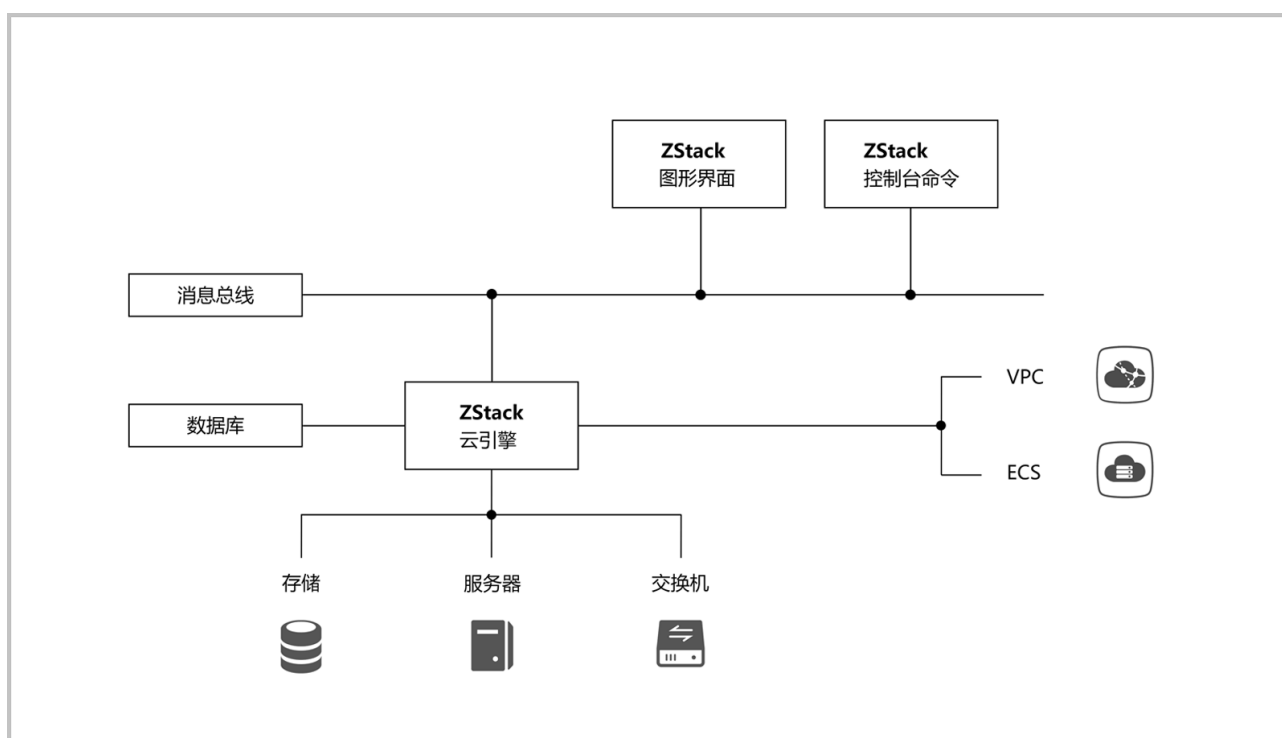 ZStack
图形界面
ZStack
控制台命令
消息总线
VPC
数据库
ZStack
云引擎
ECS
存储
服务器
交换机